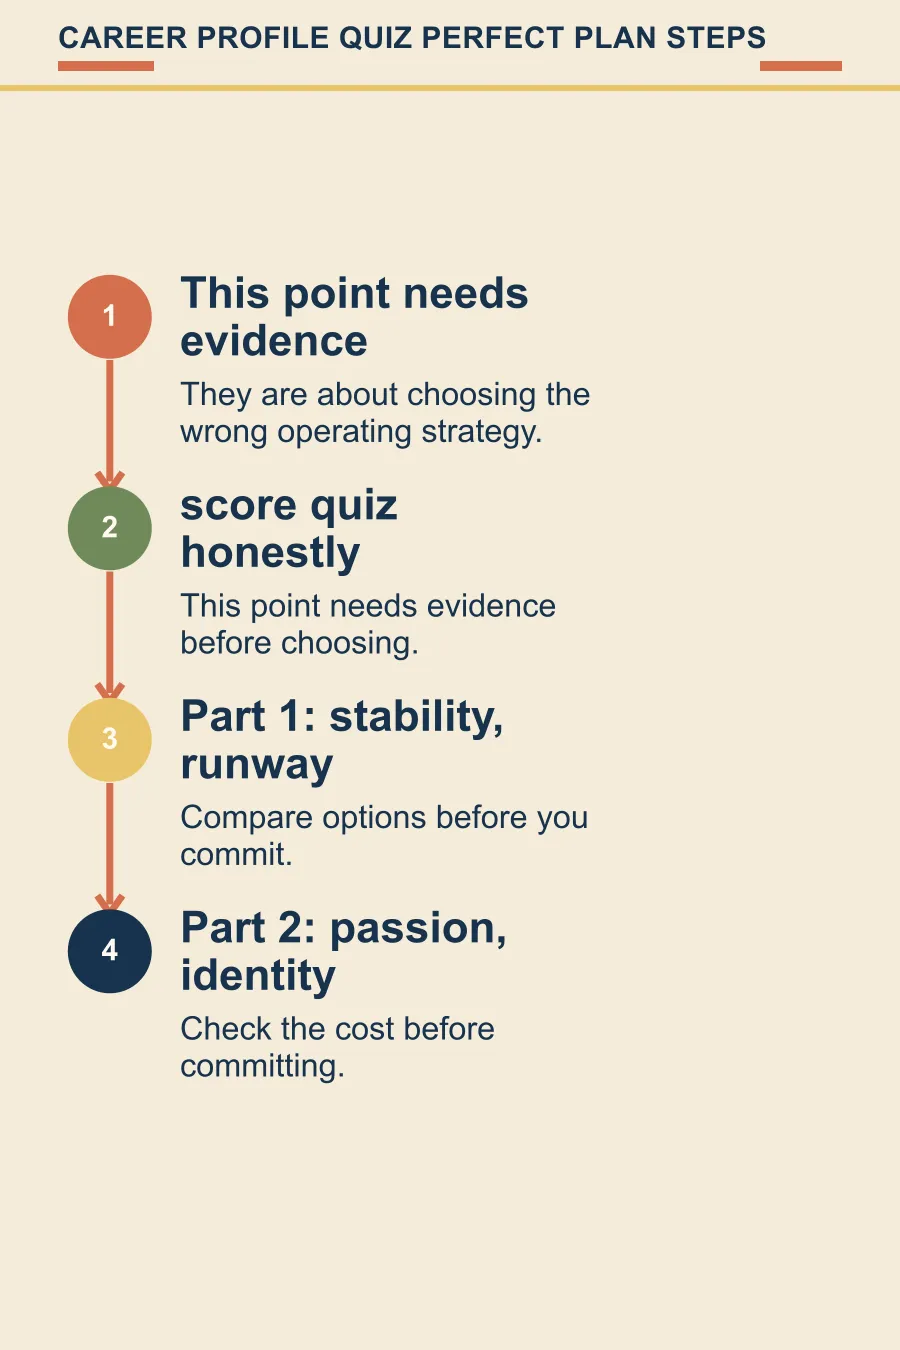 CAREER PROFILE QUIZ PERFECT PLAN STEPS
1
This point needs
evidence
They are about choosing the
wrong operating strategy.
2
score quiz
honestly
This point needs evidence
before choosing.
3
Part 1: stability,
runway
Compare options before you
commit.
4
Part 2: passion,
identity
Check the cost before
committing.